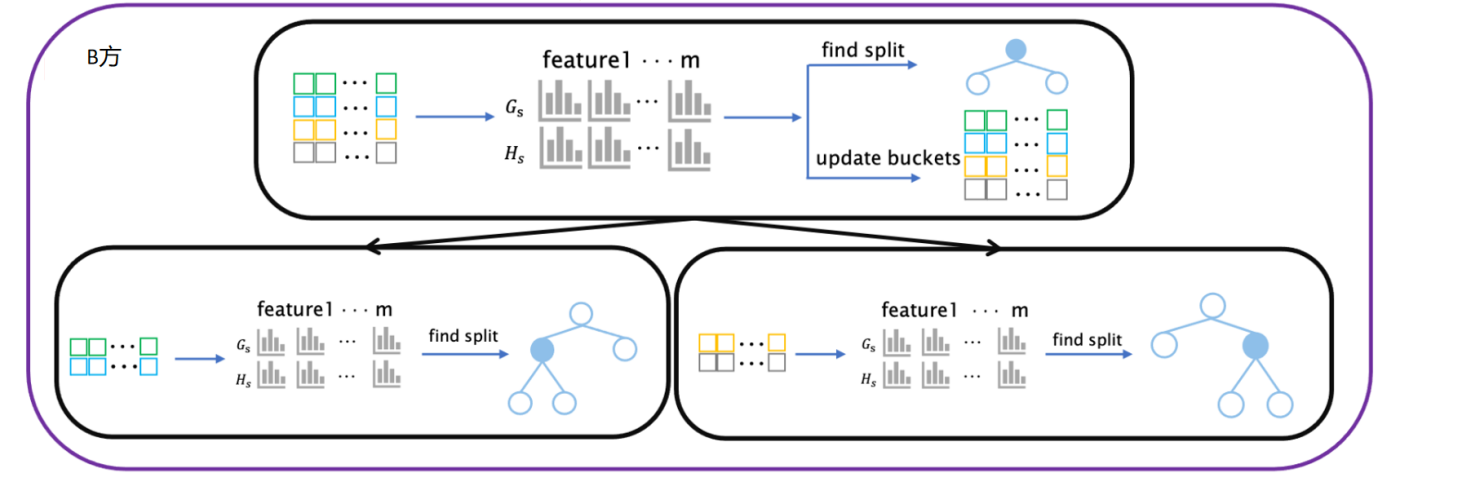 B方
feature1 ··· m
find split
Gs
Hs
update buckets
feature1 ··· m
Gs
Hs
find split
feature1 ··· m
Gs
Hs
find split